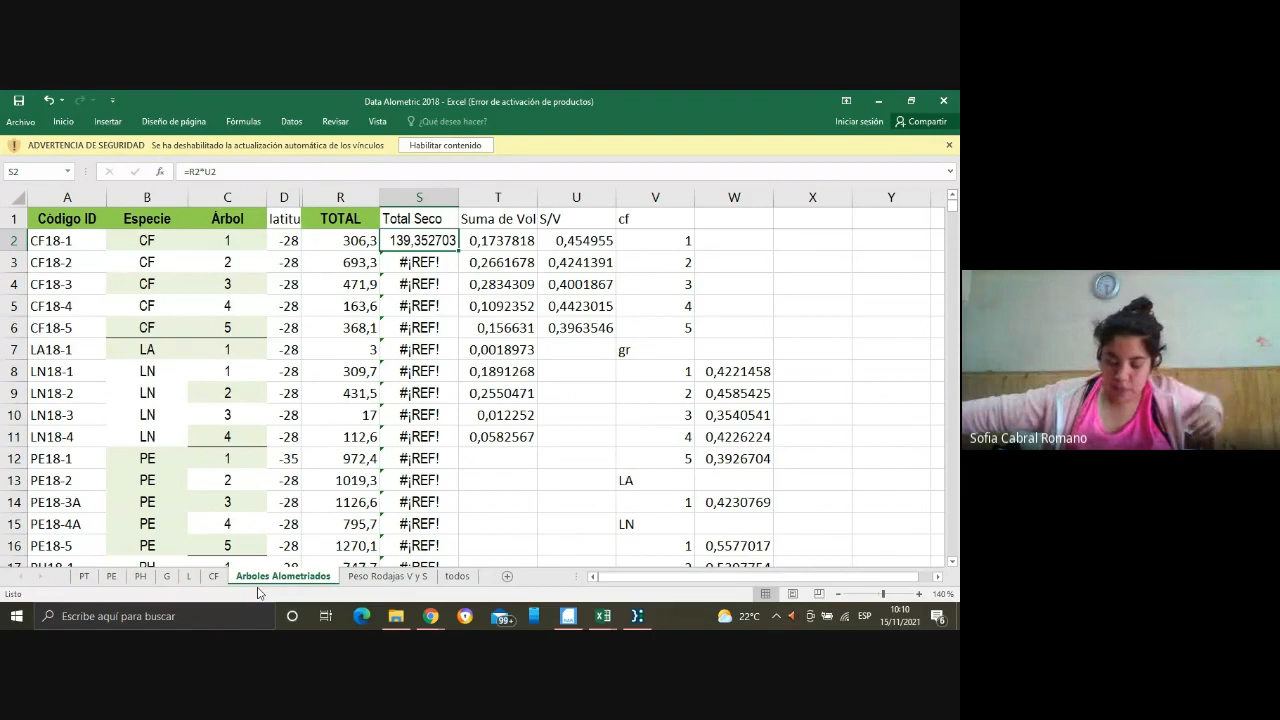 Data Alometric 2018 - Excel (Error de activación de productos)
Archivo Inicio Insertar Diseño de página Fórmulas Datos Revisar Vista ¿Qué desea hacer? Iniciar sesión Compartir
ADVERTENCIA DE SEGURIDAD Se ha deshabilitado la actualización automática de los vínculos Habilitar contenido
S2 fx =R2*U2
A B C D R S T U V W X Y
1 Código ID Especie Árbol latitu TOTAL Total Seco Suma de Vol S/V cf
2 CF18-1 CF 1 -28 306,3 139,352703 0,1737818 0,454955 1
3 CF18-2 CF 2 -28 693,3 #¡REF! 0,2661678 0,4241391 2
4 CF18-3 CF 3 -28 471,9 #¡REF! 0,2834309 0,4001867 3
5 CF18-4 CF 4 -28 163,6 #¡REF! 0,1092352 0,4423015 4
6 CF18-5 CF 5 -28 368,1 #¡REF! 0,156631 0,3963546 5
7 LA18-1 LA 1 -28 3 #¡REF! 0,0018973 gr
8 LN18-1 LN 1 -28 309,7 #¡REF! 0,1891268 1 0,4221458
9 LN18-2 LN 2 -28 431,5 #¡REF! 0,2550471 2 0,4585425
10 LN18-3 LN 3 -28 17 #¡REF! 0,012252 3 0,3540541
11 LN18-4 LN 4 -28 112,6 #¡REF! 0,0582567 4 0,4226224
12 PE18-1 PE 1 -35 972,4 #¡REF! 5 0,3926704
13 PE18-2 PE 2 -28 1019,3 #¡REF! LA
14 PE18-3A PE 3 -28 1126,6 #¡REF! 1 0,4230769
15 PE18-4A PE 4 -28 795,7 #¡REF! LN
16 PE18-5 PE 5 -28 1270,1 #¡REF! 1 0,5577017
PT PE PH G L CF Arboles Alometriados Peso Rodajas V y S todos
Listo 140 %
Escribe aquí para buscar 99+ 22°C ESP 10:10
15/11/2021 6
Sofia Cabral Romano